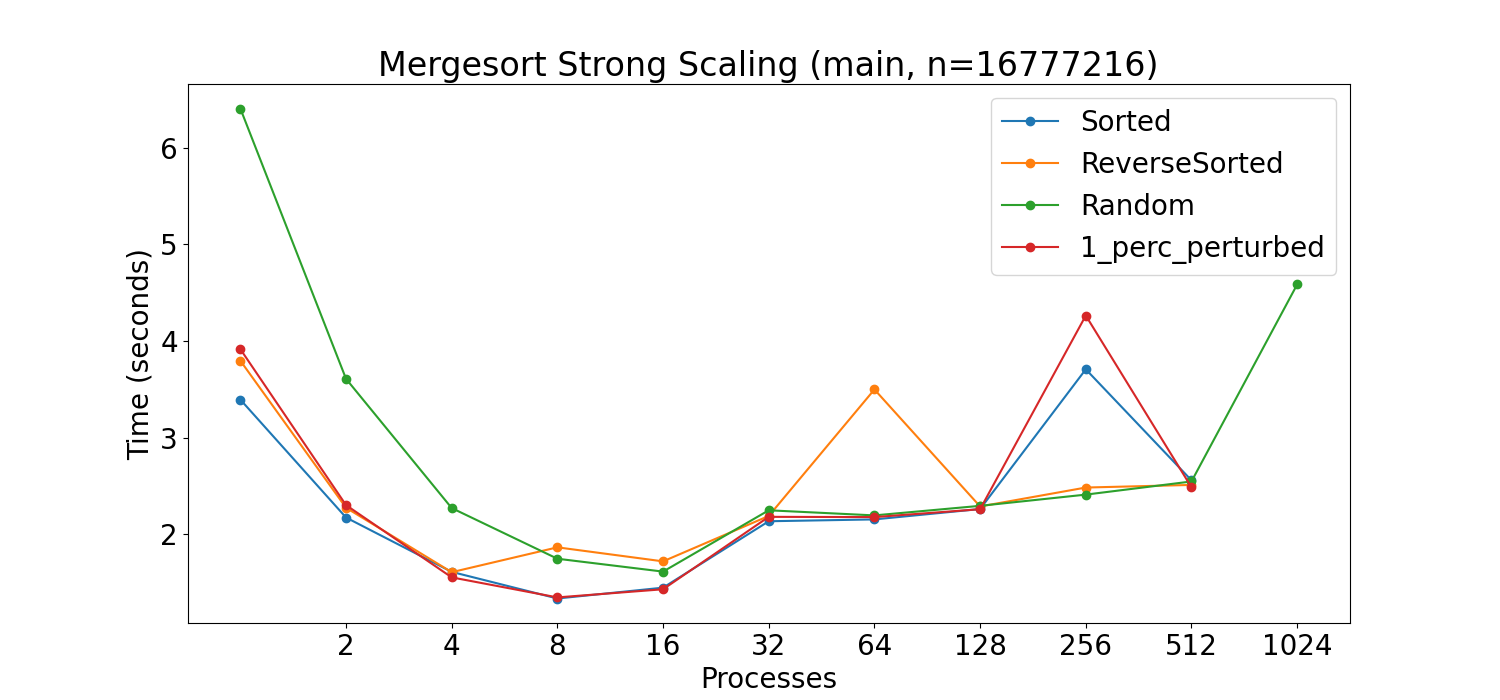 Mergesort Strong Scaling (main, n=16777216)
Sorted
ReverseSorted
Random
1_perc_perturbed
6
5
4
3
2
Time (seconds)
2 4 8 16 32 64 128 256 512 1024
Processes